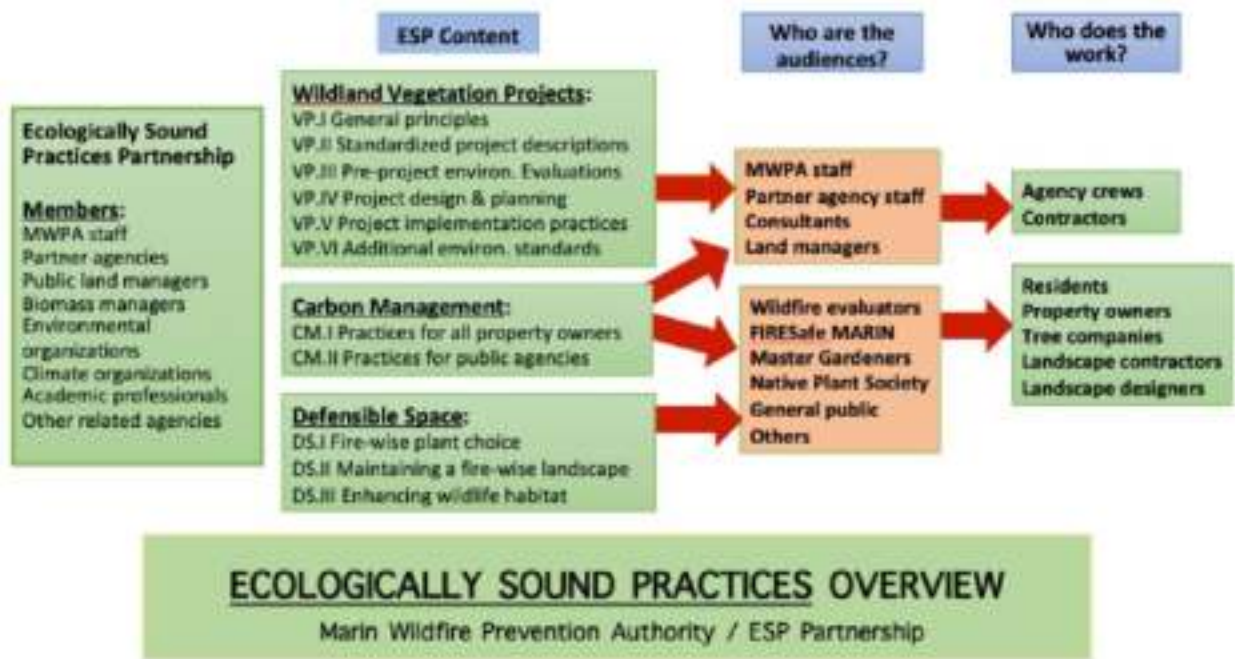 ESP Content
Who are the
audiences?
Who does the
work?
Ecologically Sound
Practices Partnership
Members:
MWPA staff
Partner agencies
Public land managers
Biomass managers
Environmental
organizations
Climate organizations
Academic professionals
Other related agencies
Wildland Vegetation Projects:
VP.I General principles
VP.II Standardized project descriptions
VP.III Pre-project environ. Evaluations
VP.IV Project design & planning
VP.V Project implementation practices
VP.VI Additional environ. standards
Carbon Management:
CM.I Practices for all property owners
CM.II Practices for public agencies
Defensible Space:
DS.I Fire-wise plant choice
DS.II Maintaining a fire-wise landscape
DS.III Enhancing wildlife habitat
MWPA staff
Partner agency staff
Consultants
Land managers
Wildfire evaluators
FIRESafe MARIN
Master Gardeners
Native Plant Society
General public
Others
Agency crews
Contractors
Residents
Property owners
Tree companies
Landscape contractors
Landscape designers
ECOLOGICALLY SOUND PRACTICES OVERVIEW
Marin Wildfire Prevention Authority / ESP Partnership